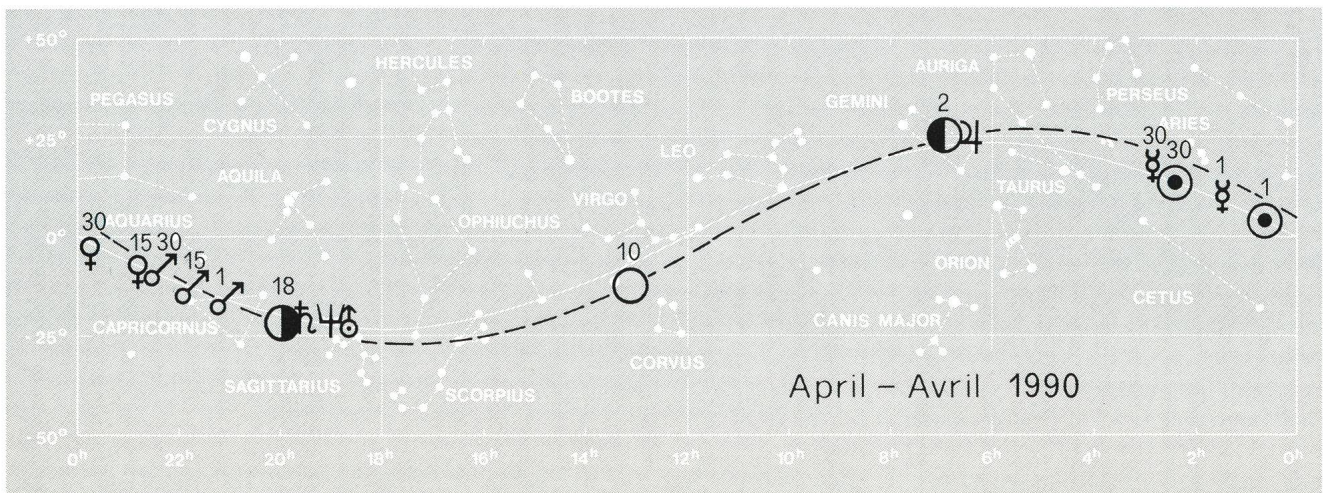 +50°
HERCULES
AURIGA
PEGASUS
BOOTES
GEMINI
2
PERSEUS
CYGNUS
+25°
ARIES
30
30
LEO
1
AQUILA
TAURUS
1
VIRGO
AQUARIUS
OPHIUCHUS
30
0°
15
30
15
10
1
18
ORION
CETUS
CAPRICORNUS
CANIS MAJOR
-25°
CORVUS
SAGITTARIUS
SCORPIUS
April – Avril 1990
-50°
0h 22h 20h 18h 16h 14h 12h 10h 8h 6h 4h 2h 0h